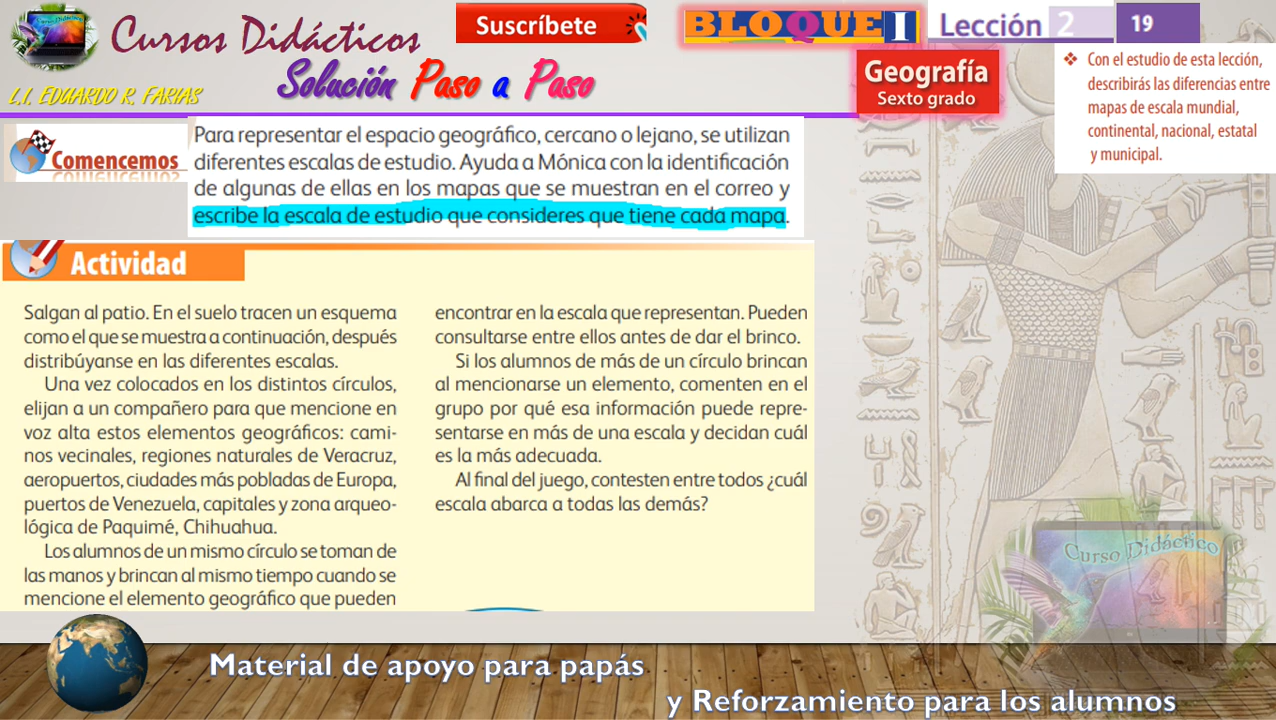 Cursos Didácticos
Suscríbete
BLOQUE I
Lección 2
19
Solución Paso a Paso
L.I. EDUARDO R. FARIAS
Geografía
Sexto grado
❖ Con el estudio de esta lección,
describirás las diferencias entre
mapas de escala mundial,
continental, nacional, estatal
y municipal.
Comencemos
Para representar el espacio geográfico, cercano o lejano, se utilizan
diferentes escalas de estudio. Ayuda a Mónica con la identificación
de algunas de ellas en los mapas que se muestran en el correo y
escribe la escala de estudio que consideres que tiene cada mapa.
Actividad
Salgan al patio. En el suelo tracen un esquema
como el que se muestra a continuación, después
distribúyanse en las diferentes escalas.
Una vez colocados en los distintos círculos,
elijan a un compañero para que mencione en
voz alta estos elementos geográficos: cami-
nos vecinales, regiones naturales de Veracruz,
aeropuertos, ciudades más pobladas de Europa,
puertos de Venezuela, capitales y zona arqueo-
lógica de Paquimé, Chihuahua.
Los alumnos de un mismo círculo se toman de
las manos y brincan al mismo tiempo cuando se
mencione el elemento geográfico que pueden
encontrar en la escala que representan. Pueden
consultarse entre ellos antes de dar el brinco.
Si los alumnos de más de un círculo brincan
al mencionarse un elemento, comenten en el
grupo por qué esa información puede repre-
sentarse en más de una escala y decidan cuál
es la más adecuada.
Al final del juego, contesten entre todos ¿cuál
escala abarca a todas las demás?
Curso Didáctico
Material de apoyo para papás
y Reforzamiento para los alumnos